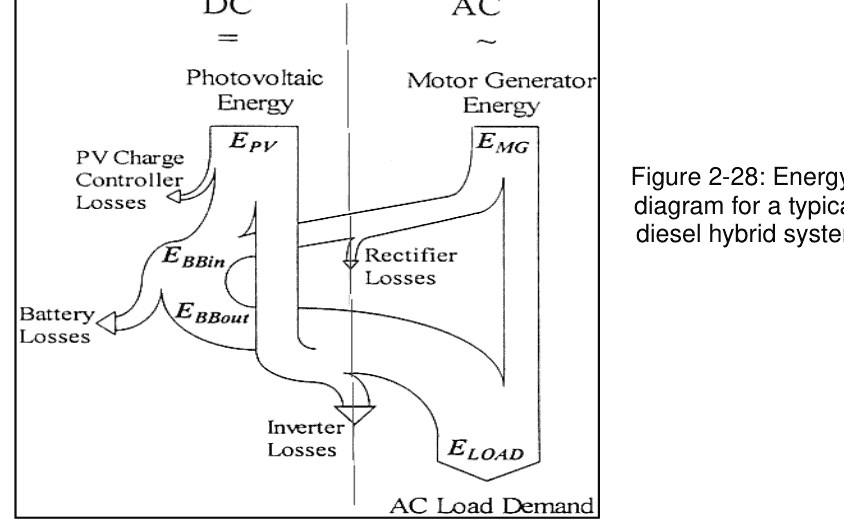 DC
AC
=
~
Photovoltaic
Energy
Motor Generator
Energy
E_PV
E_MG
PV Charge
Controller
Losses
E_BBin
Rectifier
Losses
Battery
Losses
E_BBout
Inverter
Losses
E_LOAD
AC Load Demand
Figure 2-28: Energy
diagram for a typica
diesel hybrid syster